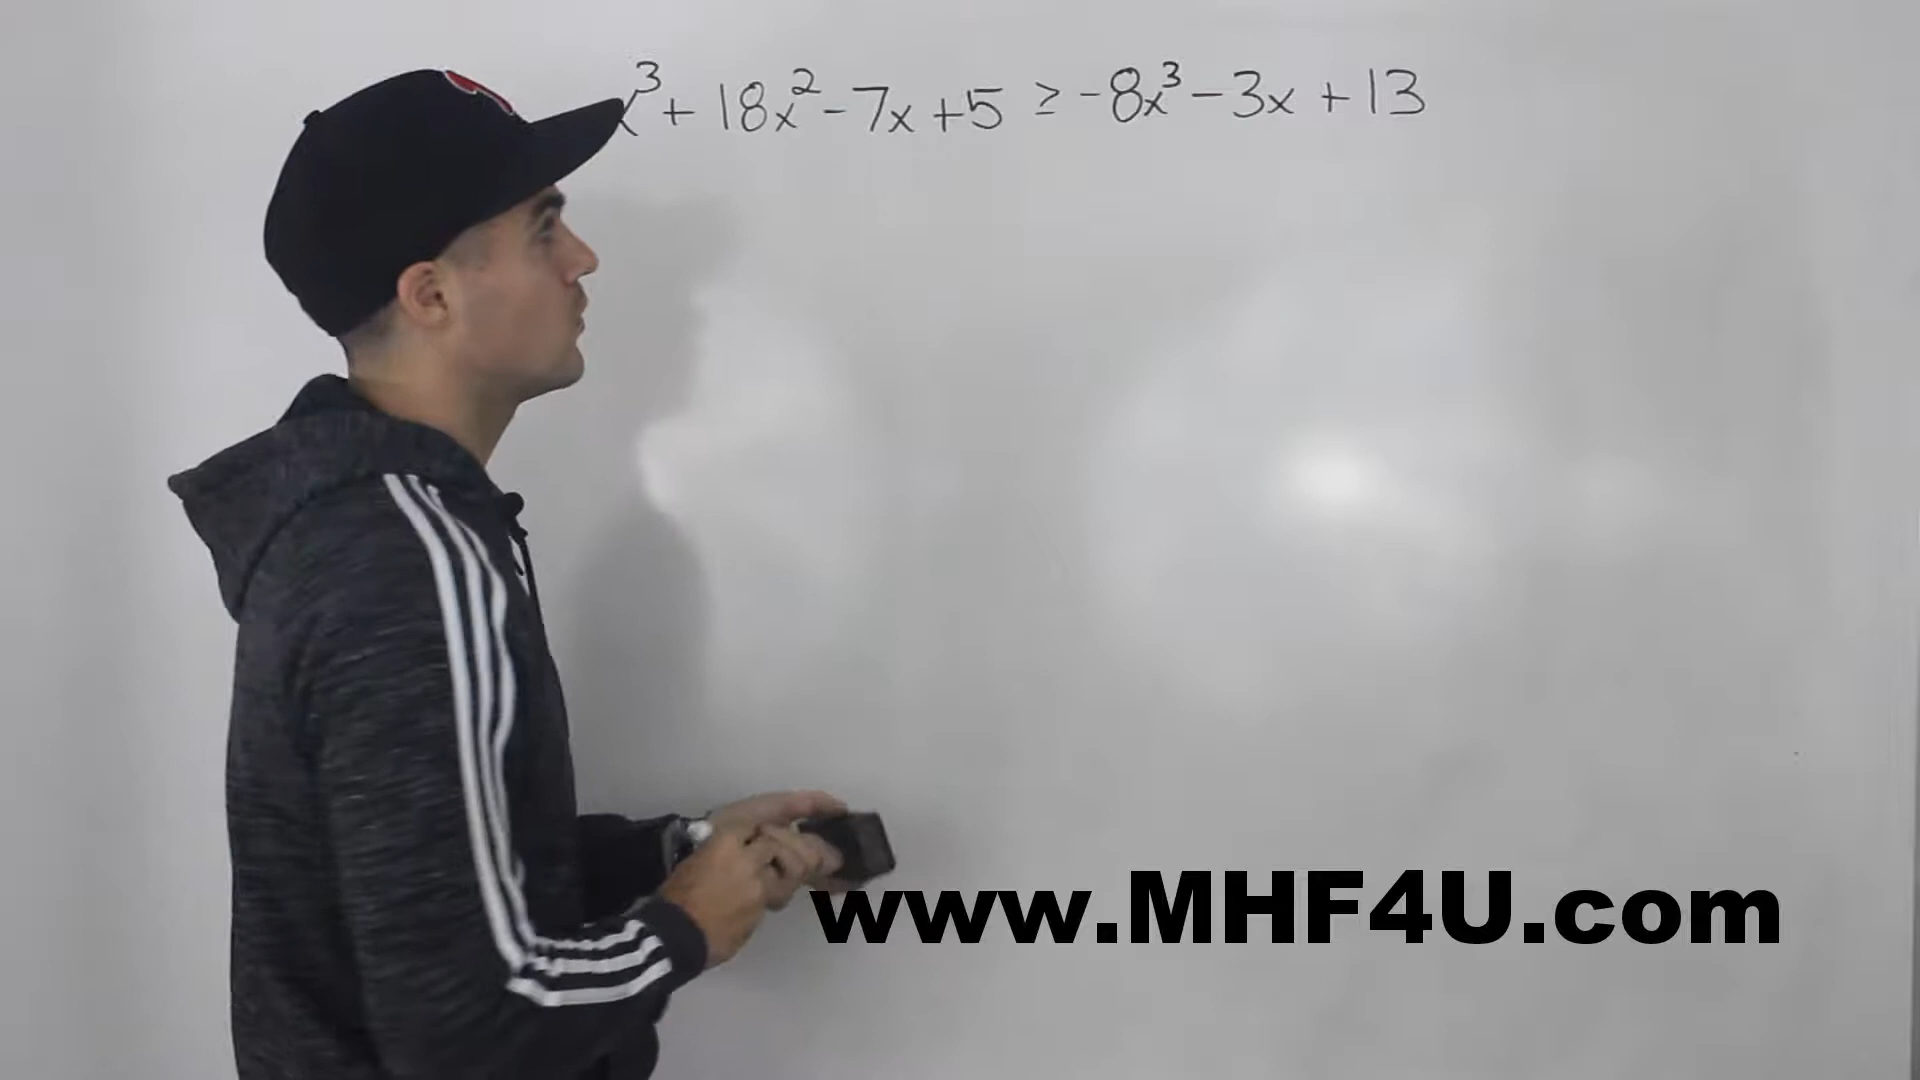 x³ + 18x² - 7x + 5 ≥ -8x³ - 3x + 13
www.MHF4U.com